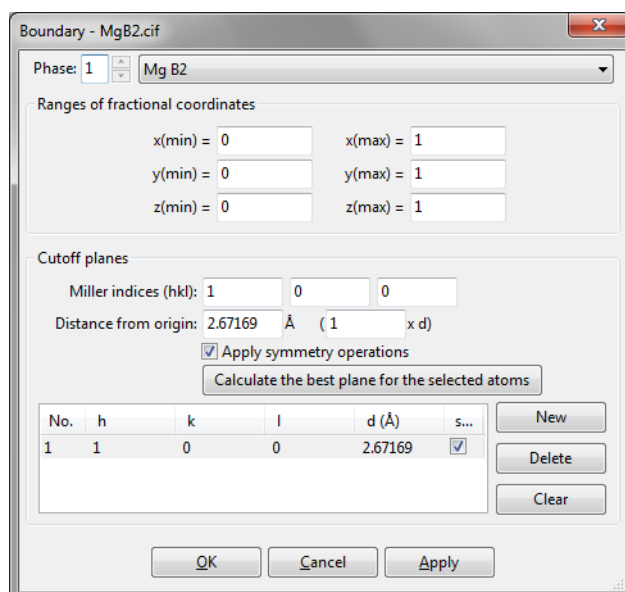 Boundary - MgB2.cif
Phase: 1 Mg B2
Ranges of fractional coordinates
x(min) = 0 x(max) = 1
y(min) = 0 y(max) = 1
z(min) = 0 z(max) = 1
Cutoff planes
Miller indices (hkl): 1 0 0
Distance from origin: 2.67169 Å ( 1 x d)
Apply symmetry operations
Calculate the best plane for the selected atoms
No. h k l d (Å) s...
1 1 0 0 2.67169
New
Delete
Clear
OK Cancel Apply